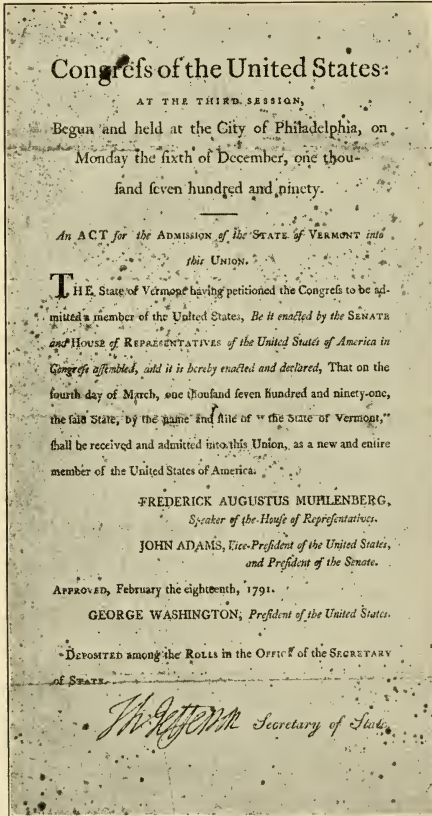 Congreſs of the United States:
AT THE THIRD SESSION,
Begun and held at the City of Philadelphia, on
Monday the ſixth of December, one thou-
ſand ſeven hundred and ninety.
An ACT for the ADMISSION of the STATE of VERMONT into
this UNION.
THE State of Vermont having petitioned the Congreſs to be ad-
mitted a member of the United States, Be it enacted by the SENATE
and HOUSE of REPRESENTATIVES of the United States of America in
Congreſs aſſembled, and it is hereby enacted and declared, That on the
fourth day of March, one thouſand ſeven hundred and ninety-one,
the ſaid State, by the name and ſtile of "the State of Vermont,"
ſhall be received and admitted into this Union, as a new and entire
member of the United States of America.
FREDERICK AUGUSTUS MUHLENBERG,
Speaker of the Houſe of Repreſentatives.
JOHN ADAMS, Vice-Preſident of the United States,
and Preſident of the Senate.
APPROVED, February the eighteenth, 1791.
GEORGE WASHINGTON, Preſident of the United States.
DEPOSITED among the ROLLS in the OFFICE of the SECRETARY
of STATE.
Th: Jefferson Secretary of State